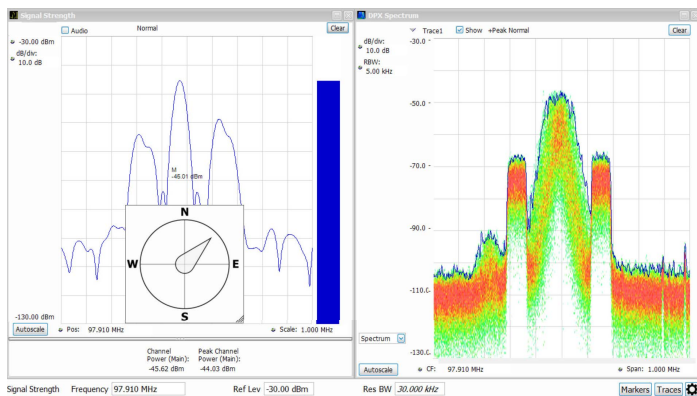 Signal Strength
Audio
Normal
Clear
-30.00 dBm
dB/div:
10.0 dB
M
-46.01 dBm
N
W
E
S
-130.00 dBm
Autoscale
Pos: 97.910 MHz
Scale: 1.000 MHz
Channel Power (Main): -45.62 dBm
Peak Channel Power (Main): -44.03 dBm
DPX Spectrum
Trace1
Show
+Peak Normal
Clear
dB/div:
10.0 dB
RBW:
5.00 kHz
-30.0
-50.0
-70.0
-90.0
-110.0
-130.0
Spectrum
Autoscale
CF: 97.910 MHz
Span: 1.000 MHz
Signal Strength
Frequency 97.910 MHz
Ref Lev -30.00 dBm
Res BW 30.000 kHz
Markers
Traces